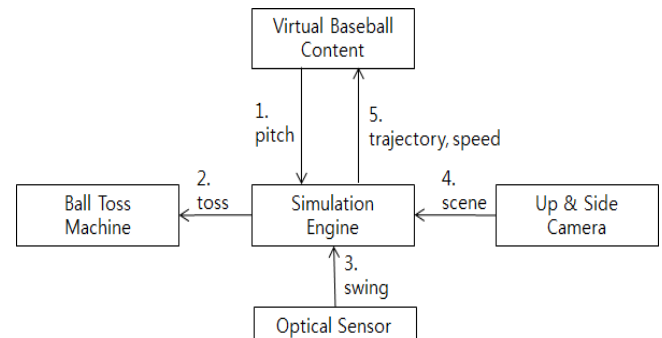 Virtual Baseball
Content
1.
pitch
5.
trajectory, speed
Ball Toss
Machine
2.
toss
Simulation
Engine
4.
scene
Up & Side
Camera
3.
swing
Optical Sensor